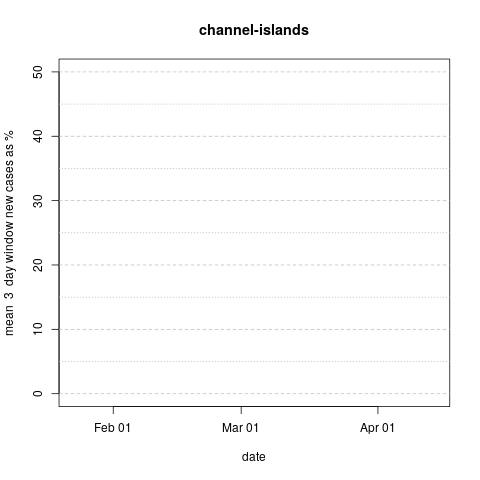 channel-islands
mean 3 day window new cases as %
50
40
30
20
10
0
Feb 01
Mar 01
Apr 01
date